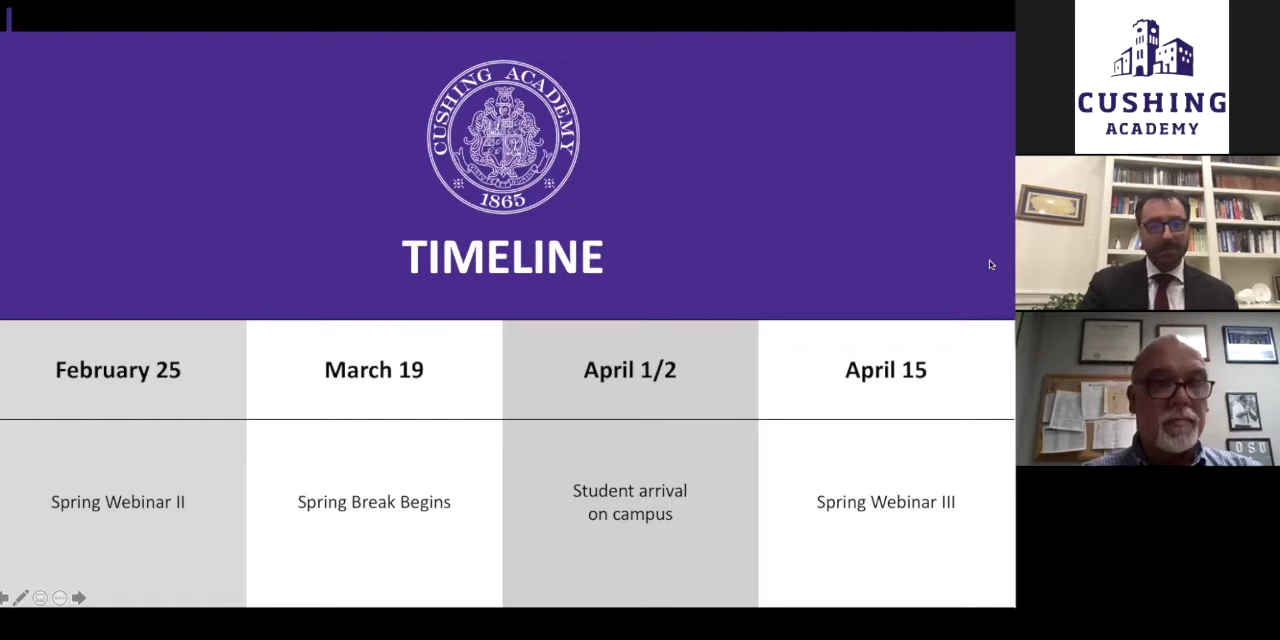 CUSHING ACADEMY
1865
TIMELINE
February 25
March 19
April 1/2
April 15
Spring Webinar II
Spring Break Begins
Student arrival
on campus
Spring Webinar III
CUSHING
ACADEMY
OSU